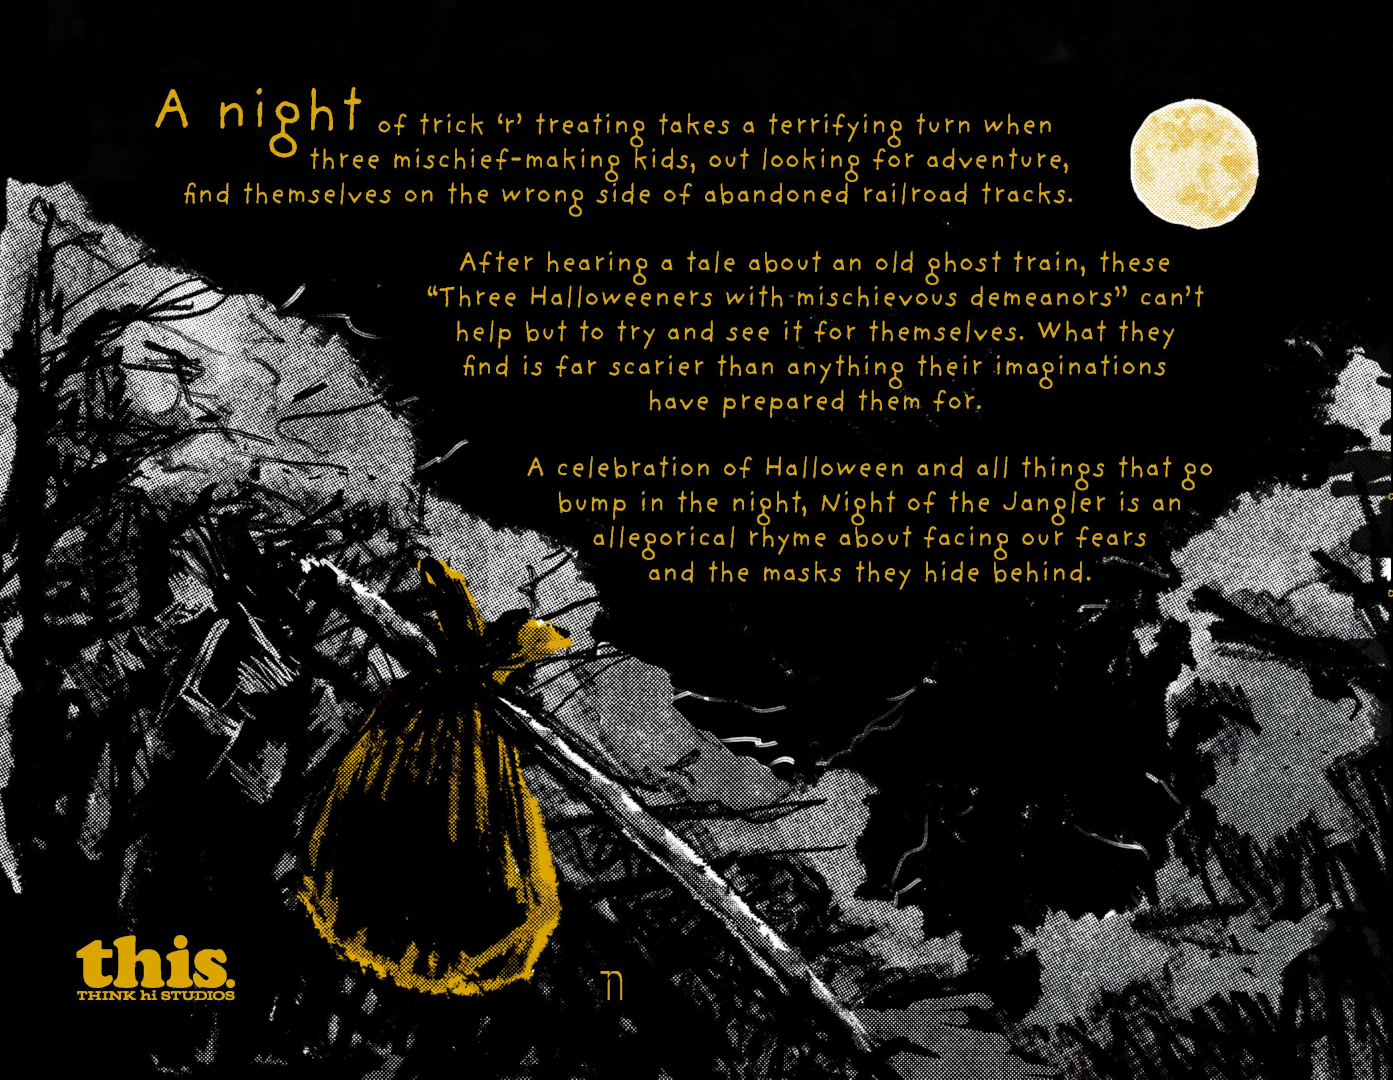 A night of trick ‘r’ treating takes a terrifying turn when
three mischief-making kids, out looking for adventure,
find themselves on the wrong side of abandoned railroad tracks.
After hearing a tale about an old ghost train, these
“Three Halloweeners with mischievous demeanors” can’t
help but to try and see it for themselves. What they
find is far scarier than anything their imaginations
have prepared them for.
A celebration of Halloween and all things that go
bump in the night, Night of the Jangler is an
allegorical rhyme about facing our fears
and the masks they hide behind.
this.
THINK hi STUDIOS